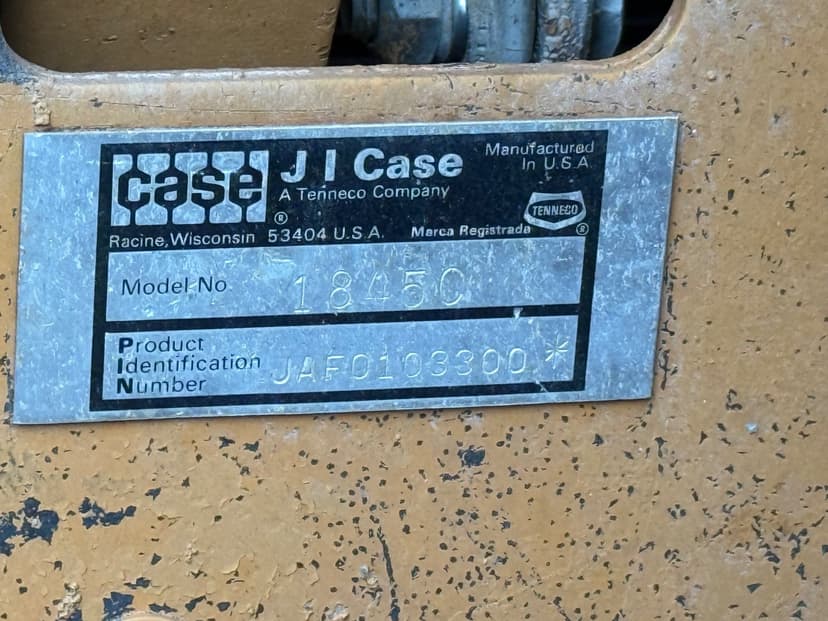 case
®
J I Case
A Tenneco Company
Manufactured
In U.S.A.
TENNECO
®
Racine, Wisconsin 53404 U.S.A. Marca Registrada
Model No 1845C
Product
Identification
Number JAF0103300*